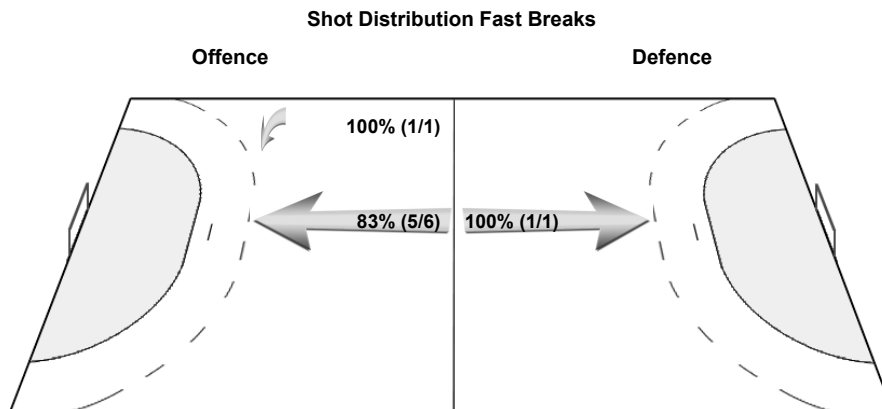 Shot Distribution Fast Breaks
Offence
Defence
100% (1/1)
83% (5/6)
100% (1/1)